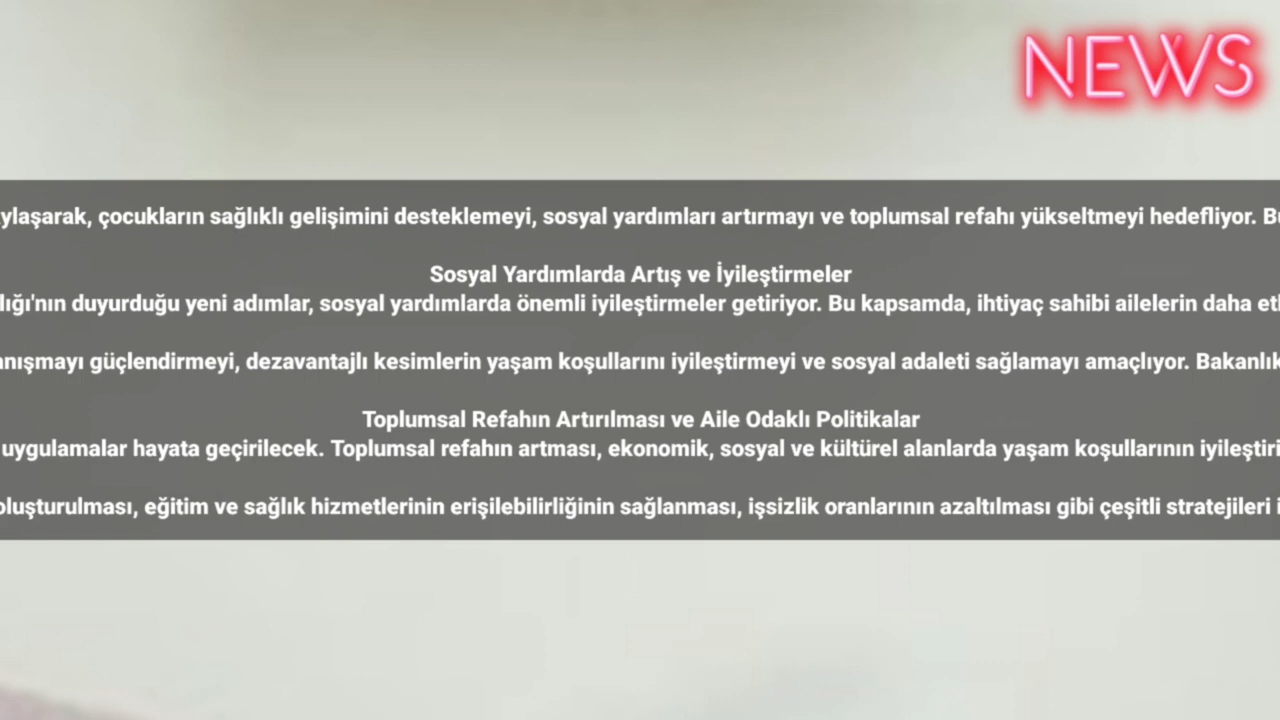 NEWS
ylaşarak, çocukların sağlıklı gelişimini desteklemeyi, sosyal yardımları artırmayı ve toplumsal refahı yükseltmeyi hedefliyor.
Sosyal Yardımlarda Artış ve İyileştirmeler
lığı'nın duyurduğu yeni adımlar, sosyal yardımlarda önemli iyileştirmeler getiriyor. Bu kapsamda, ihtiyaç sahibi ailelerin daha
anışmayı güçlendirmeyi, dezavantajlı kesimlerin yaşam koşullarını iyileştirmeyi ve sosyal adaleti sağlamayı amaçlıyor. Bakanlık
Toplumsal Refahın Artırılması ve Aile Odaklı Politikalar
uygulamalar hayata geçirilecek. Toplumsal refahın artması, ekonomik, sosyal ve kültürel alanlarda yaşam koşullarının iyileştiri
oluşturulması, eğitim ve sağlık hizmetlerinin erişilebilirliğinin sağlanması, işsizlik oranlarının azaltılması gibi çeşitli stratejileri